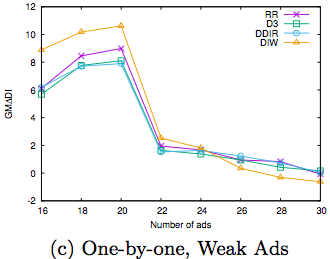 12
10
8
6
4
2
0
-2
GMΔDI
RR
D3
DDIR
DIW
16 18 20 22 24 26 28 30
Number of ads
(c) One-by-one, Weak Ads